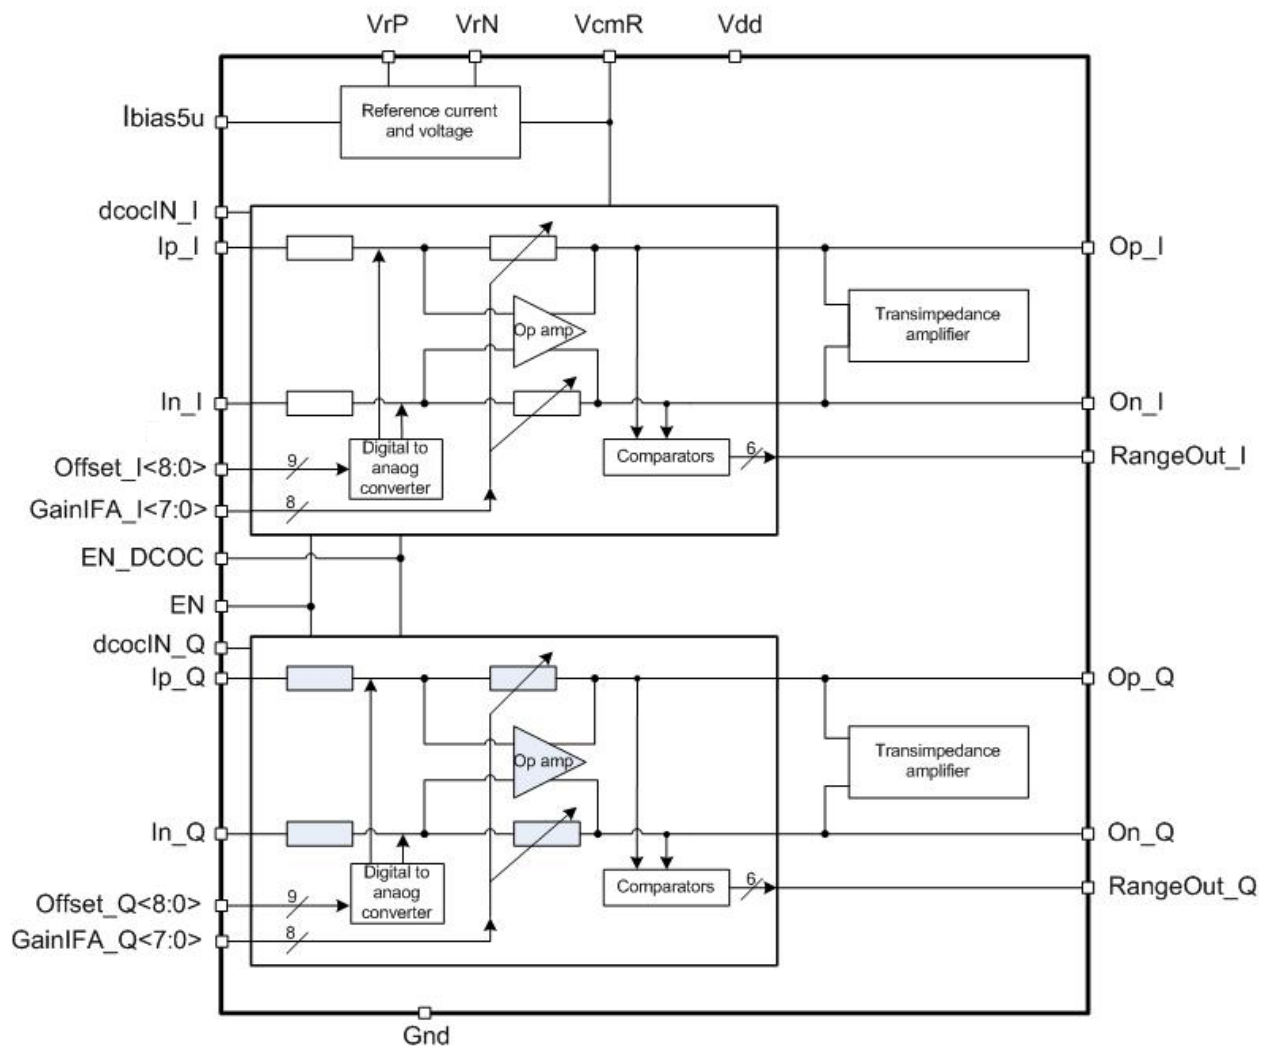 VrP VrN VcmR Vdd
Ibias5u
Reference current
and voltage
dcocIN_I
Ip_I
Op_I
Transimpedance
amplifier
Op amp
In_I
On_I
Digital to
anaog
converter
Comparators
6
RangeOut_I
Offset_I<8:0>
9
GainIFA_I<7:0>
8
EN_DCOC
EN
dcocIN_Q
Ip_Q
Op_Q
Transimpedance
amplifier
Op amp
In_Q
On_Q
Digital to
anaog
converter
Comparators
6
RangeOut_Q
Offset_Q<8:0>
9
GainIFA_Q<7:0>
8
Gnd